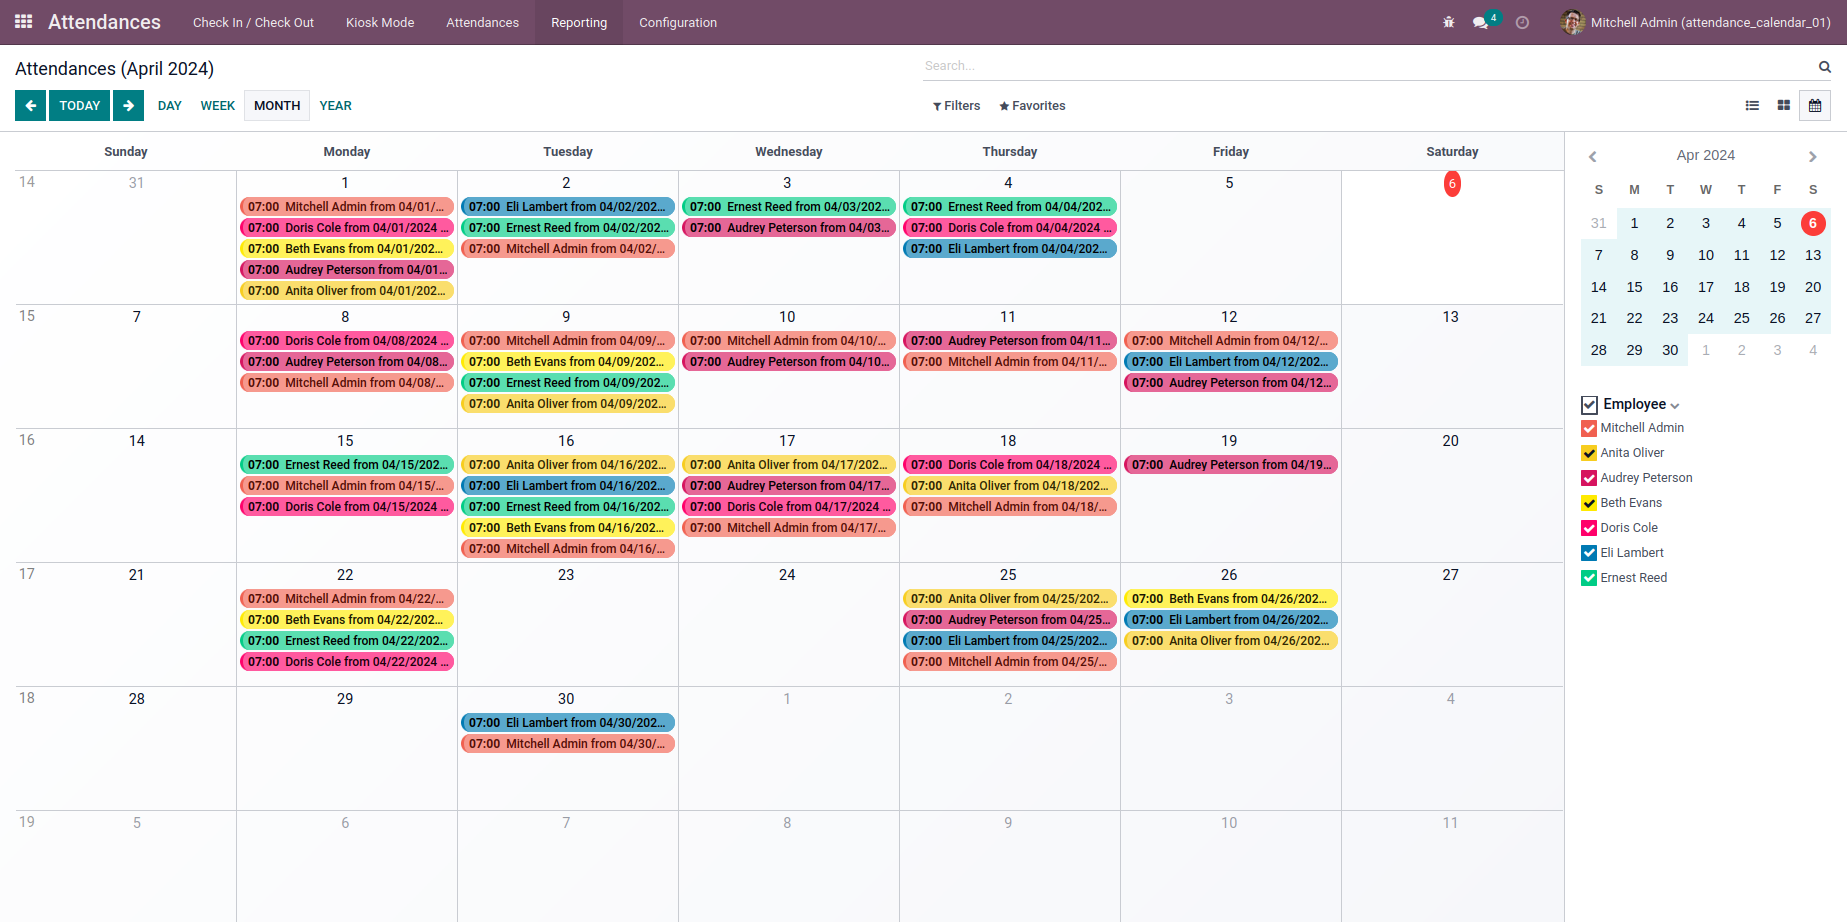 Attendances Check In / Check Out Kiosk Mode Attendances Reporting Configuration 4 Mitchell Admin (attendance_calendar_01)
Attendances (April 2024) Search...
TODAY DAY WEEK MONTH YEAR Filters Favorites
Sunday Monday Tuesday Wednesday Thursday Friday Saturday
14 31 1 2 3 4 5 6
07:00 Mitchell Admin from 04/01/... 07:00 Eli Lambert from 04/02/202... 07:00 Ernest Reed from 04/03/202... 07:00 Ernest Reed from 04/04/202...
07:00 Doris Cole from 04/01/2024 ... 07:00 Ernest Reed from 04/02/202... 07:00 Audrey Peterson from 04/03... 07:00 Doris Cole from 04/04/2024 ...
07:00 Beth Evans from 04/01/202... 07:00 Mitchell Admin from 04/02/... 07:00 Eli Lambert from 04/04/202...
07:00 Audrey Peterson from 04/01...
07:00 Anita Oliver from 04/01/202...
15 7 8 9 10 11 12 13
07:00 Doris Cole from 04/08/2024 ... 07:00 Mitchell Admin from 04/09/... 07:00 Mitchell Admin from 04/10/... 07:00 Audrey Peterson from 04/11... 07:00 Mitchell Admin from 04/12/...
07:00 Audrey Peterson from 04/08... 07:00 Beth Evans from 04/09/202... 07:00 Audrey Peterson from 04/10... 07:00 Mitchell Admin from 04/11/... 07:00 Eli Lambert from 04/12/202...
07:00 Mitchell Admin from 04/08/... 07:00 Ernest Reed from 04/09/202... 07:00 Audrey Peterson from 04/12...
07:00 Anita Oliver from 04/09/202...
16 14 15 16 17 18 19 20
07:00 Ernest Reed from 04/15/202... 07:00 Anita Oliver from 04/16/202... 07:00 Anita Oliver from 04/17/202... 07:00 Doris Cole from 04/18/2024 ... 07:00 Audrey Peterson from 04/19...
07:00 Mitchell Admin from 04/15/... 07:00 Eli Lambert from 04/16/202... 07:00 Audrey Peterson from 04/17... 07:00 Anita Oliver from 04/18/202...
07:00 Doris Cole from 04/15/2024 ... 07:00 Ernest Reed from 04/16/202... 07:00 Doris Cole from 04/17/2024 ... 07:00 Mitchell Admin from 04/18/...
07:00 Beth Evans from 04/16/202... 07:00 Mitchell Admin from 04/17/...
07:00 Mitchell Admin from 04/16/...
17 21 22 23 24 25 26 27
07:00 Mitchell Admin from 04/22/... 07:00 Anita Oliver from 04/25/202... 07:00 Beth Evans from 04/26/202...
07:00 Beth Evans from 04/22/202... 07:00 Audrey Peterson from 04/25... 07:00 Eli Lambert from 04/26/202...
07:00 Ernest Reed from 04/22/202... 07:00 Eli Lambert from 04/25/202... 07:00 Anita Oliver from 04/26/202...
07:00 Doris Cole from 04/22/2024 ... 07:00 Mitchell Admin from 04/25/...
18 28 29 30 1 2 3 4
07:00 Eli Lambert from 04/30/202...
07:00 Mitchell Admin from 04/30/...
19 5 6 7 8 9 10 11
Apr 2024
S M T W T F S
31 1 2 3 4 5 6
7 8 9 10 11 12 13
14 15 16 17 18 19 20
21 22 23 24 25 26 27
28 29 30 1 2 3 4
Employee
Mitchell Admin
Anita Oliver
Audrey Peterson
Beth Evans
Doris Cole
Eli Lambert
Ernest Reed